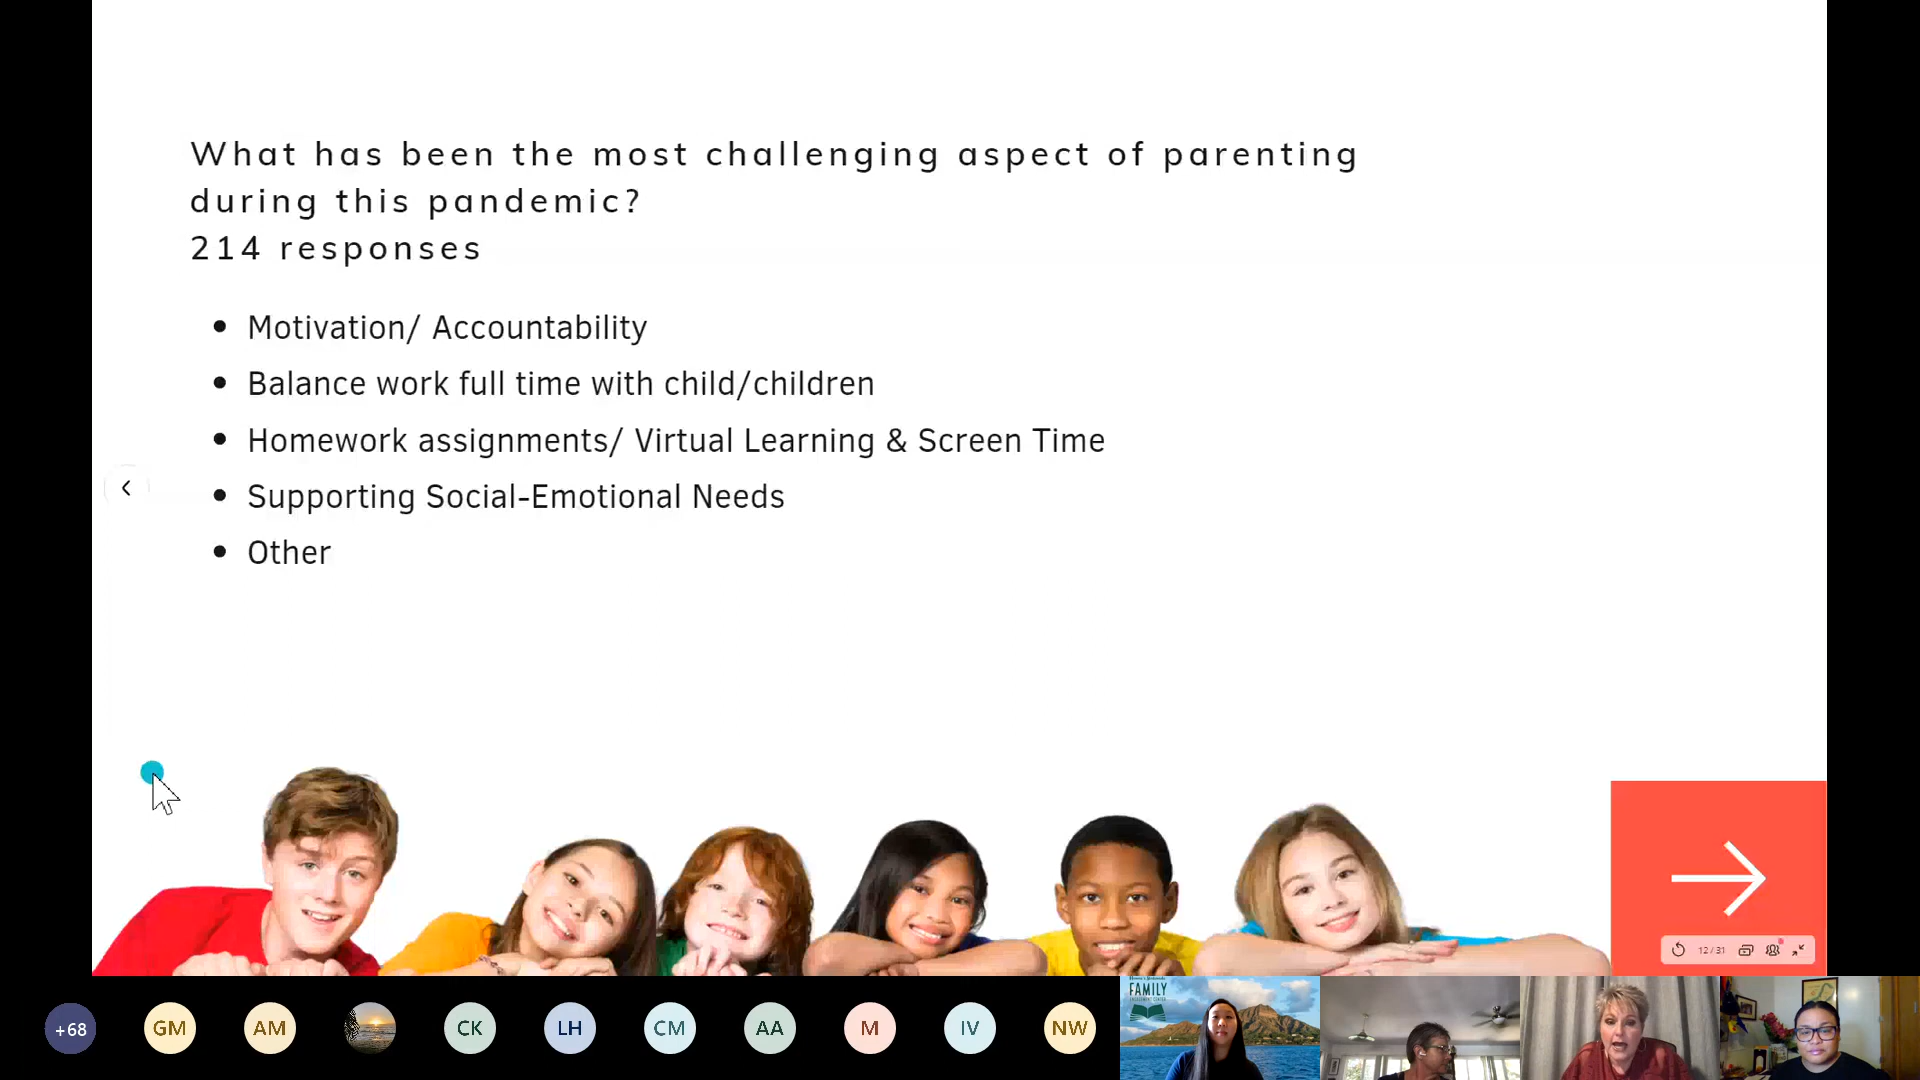 What has been the most challenging aspect of parenting
during this pandemic?
214 responses
• Motivation/ Accountability
• Balance work full time with child/children
• Homework assignments/ Virtual Learning & Screen Time
• Supporting Social-Emotional Needs
• Other
12 / 31
+68
GM
AM
CK
LH
CM
AA
M
IV
NW
FAMILY